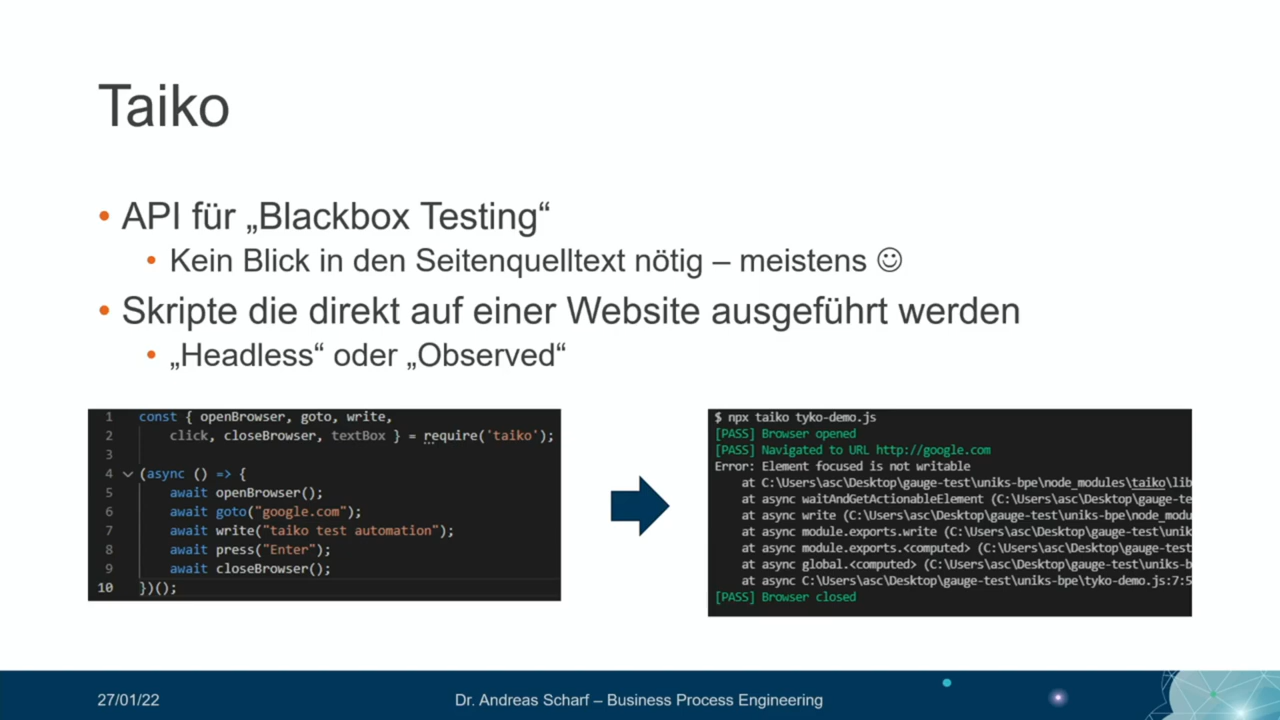 Taiko
• API für „Blackbox Testing“
• Kein Blick in den Seitenquelltext nötig – meistens ☺
• Skripte die direkt auf einer Website ausgeführt werden
• „Headless“ oder „Observed“
1 const { openBrowser, goto, write,
2 click, closeBrowser, textBox } = require('taiko');
3
4 (async () => {
5 await openBrowser();
6 await goto("google.com");
7 await write("taiko test automation");
8 await press("Enter");
9 await closeBrowser();
10 })();
$ npx taiko tyko-demo.js
[PASS] Browser opened
[PASS] Navigated to URL http://google.com
Error: Element focused is not writable
at C:\Users\asc\Desktop\gauge-test\uniks-bpe\node_modules\taiko\lib
at async waitAndGetActionableElement (C:\Users\asc\Desktop\gauge-te
at async write (C:\Users\asc\Desktop\gauge-test\uniks-bpe\node_modu
at async module.exports.write (C:\Users\asc\Desktop\gauge-test\unik
at async module.exports.<computed> (C:\Users\asc\Desktop\gauge-test
at async global.<computed> (C:\Users\asc\Desktop\gauge-test\uniks-b
at async C:\Users\asc\Desktop\gauge-test\uniks-bpe\tyko-demo.js:7:5
[PASS] Browser closed
27/01/22
Dr. Andreas Scharf – Business Process Engineering